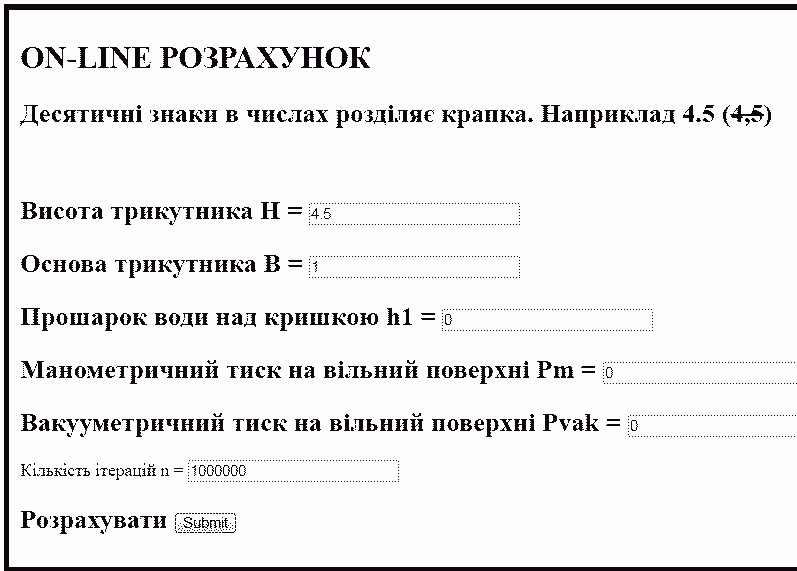 ON-LINE РОЗРАХУНОК
Десятичні знаки в числах розділяє крапка. Наприклад 4.5 (4,5)
Висота трикутника H = 4.5
Основа трикутника B = 1
Прошарок води над кришкою h1 = 0
Манометричний тиск на вільний поверхні Pm = 0
Вакууметричний тиск на вільний поверхні Pvak = 0
Кількість ітерацій n = 1000000
Розрахувати Submit